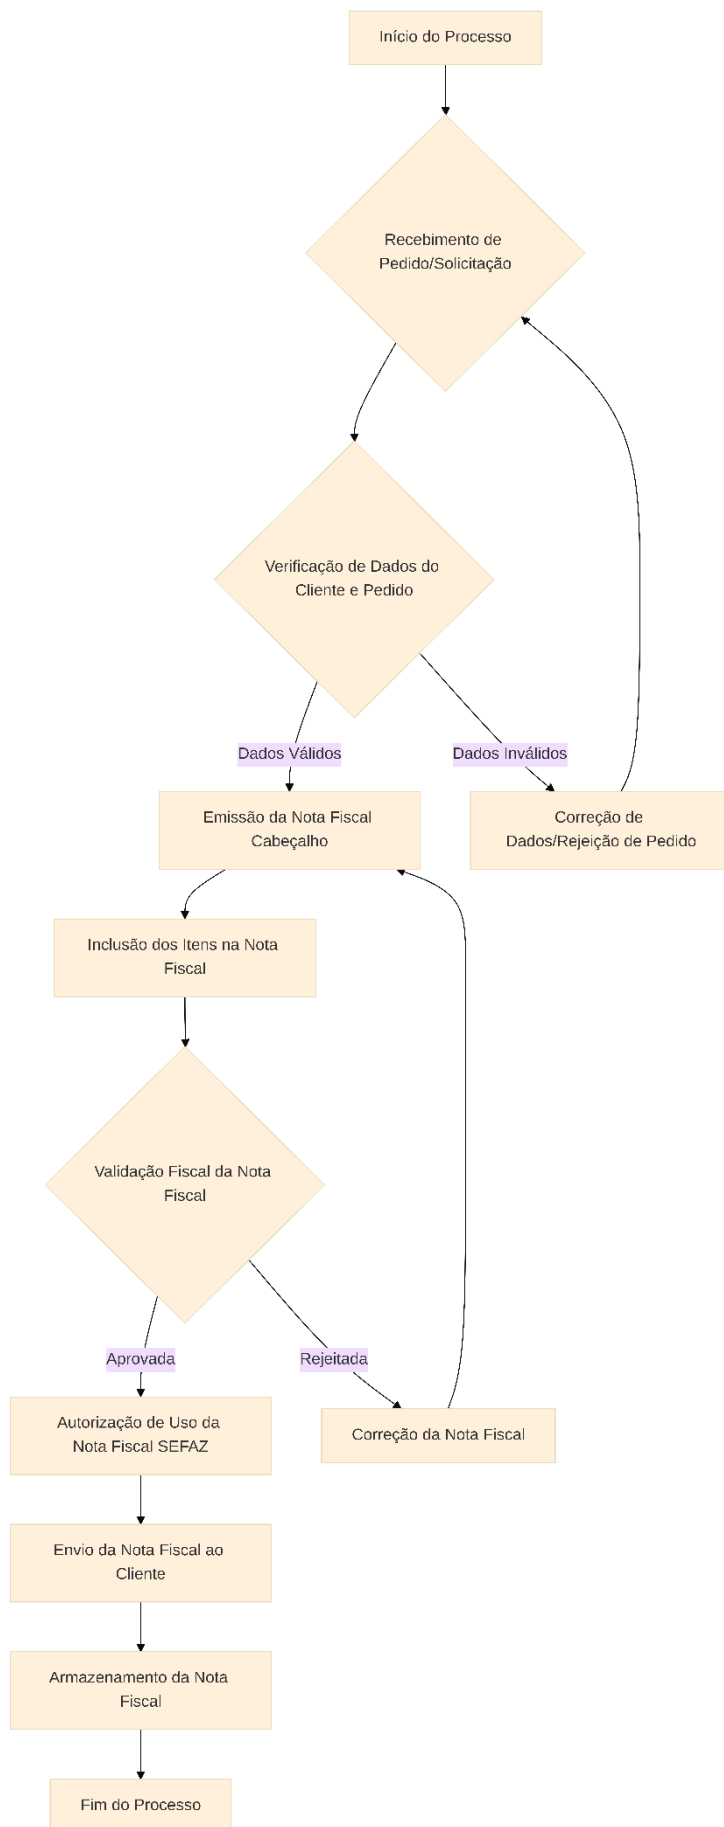 Início do Processo
Recebimento de
Pedido/Solicitação
Verificação de Dados do
Cliente e Pedido
Dados Válidos
Dados Inválidos
Emissão da Nota Fiscal
Cabeçalho
Correção de
Dados/Rejeição de Pedido
Inclusão dos Itens na Nota
Fiscal
Validação Fiscal da Nota
Fiscal
Aprovada
Rejeitada
Autorização de Uso da
Nota Fiscal SEFAZ
Correção da Nota Fiscal
Envio da Nota Fiscal ao
Cliente
Armazenamento da Nota
Fiscal
Fim do Processo